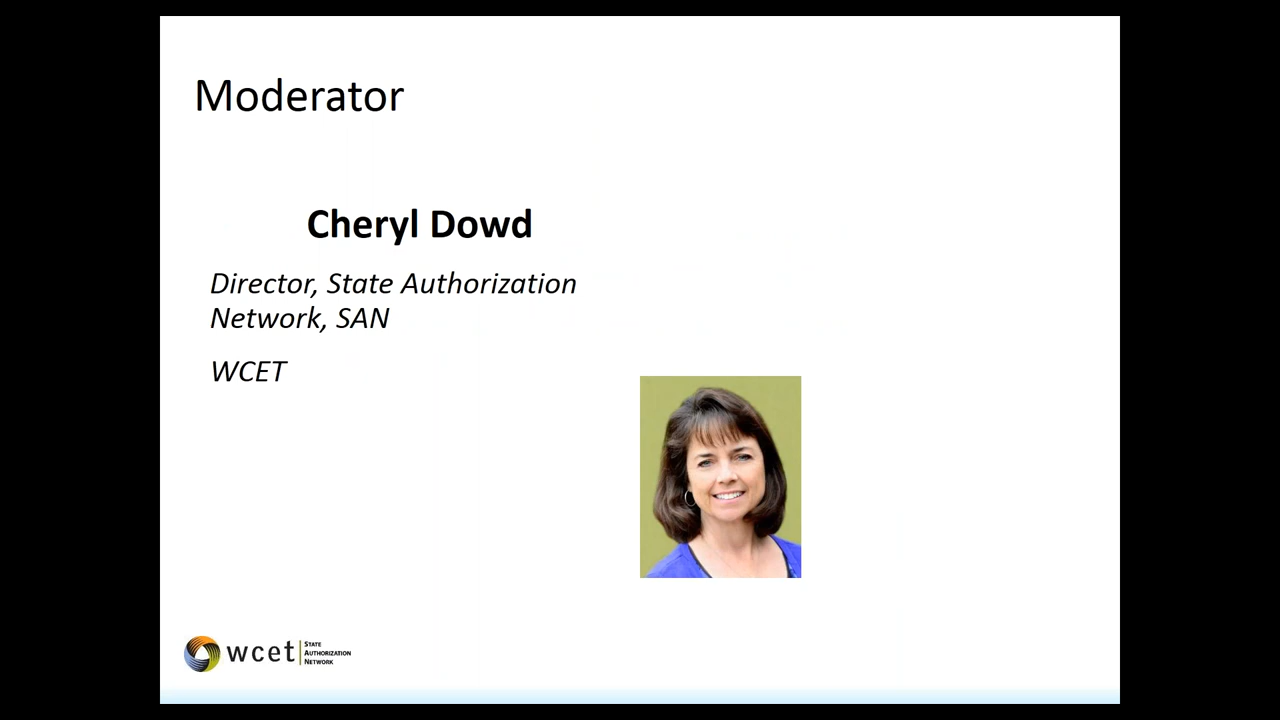 Moderator
Cheryl Dowd
Director, State Authorization
Network, SAN
WCET
wcet
STATE
AUTHORIZATION
NETWORK